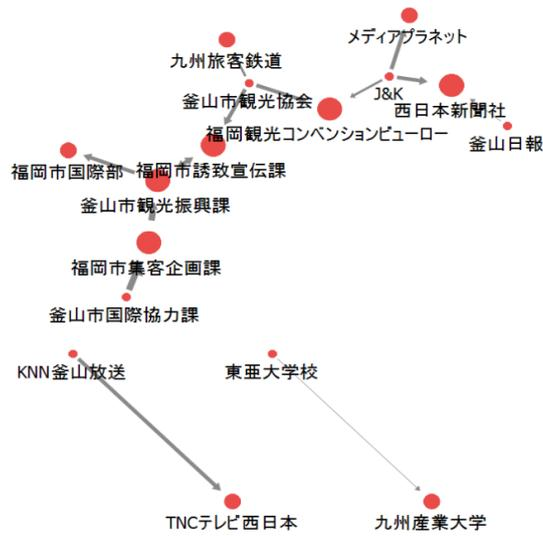 メディアプラネット
九州旅客鉄道
J&K
釜山市観光協会
西日本新聞社
福岡観光コンベンションビューロー
釜山日報
福岡市国際部
福岡市誘致宣伝課
釜山市観光振興課
福岡市集客企画課
釜山市国際協力課
KNN釜山放送
東亜大学校
TNCテレビ西日本
九州産業大学